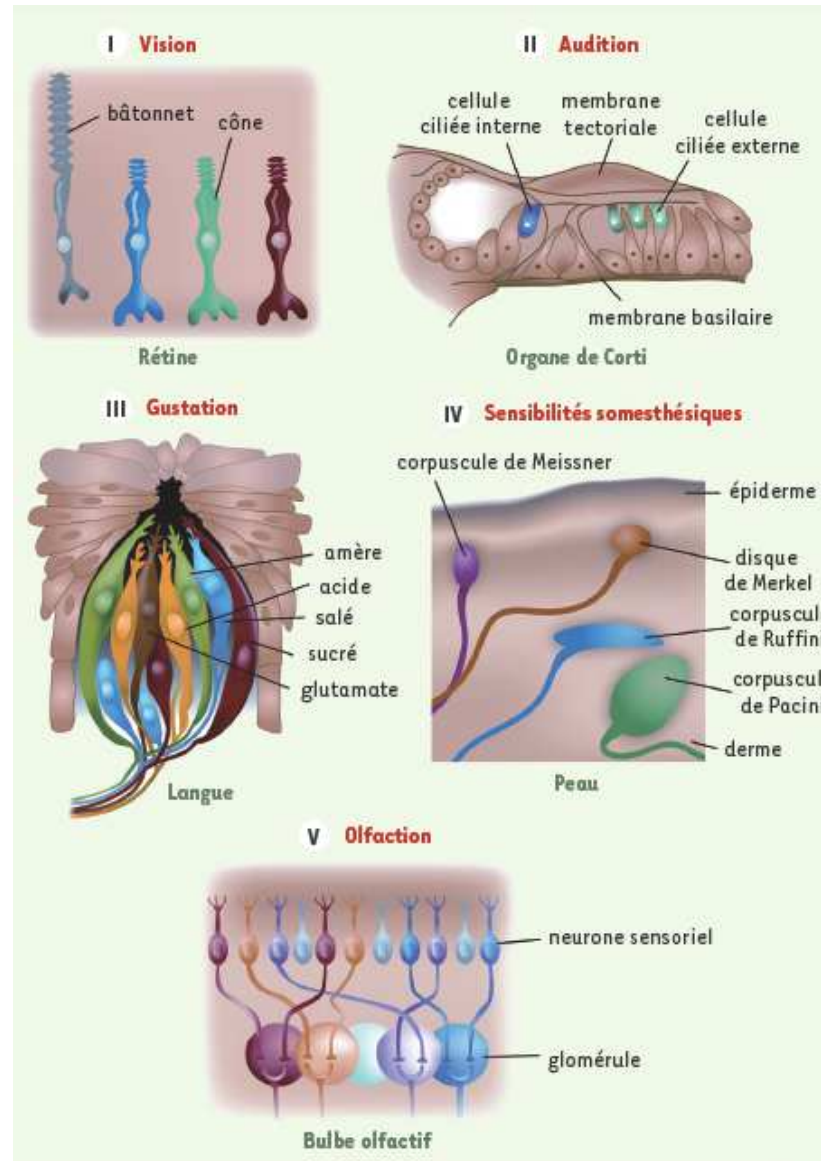 I Vision
bâtonnet
cône
Rétine
II Audition
cellule
ciliée interne
membrane
tectoriale
cellule
ciliée externe
membrane basilaire
Organe de Corti
III Gustation
amère
acide
salé
sucré
glutamate
Langue
IV Sensibilités somesthésiques
corpuscule de Meissner
épiderme
disque
de Merkel
corpuscul
de Ruffini
corpuscul
de Pacini
derme
Peau
V Olfaction
neurone sensoriel
glomérule
Bulbe olfactif